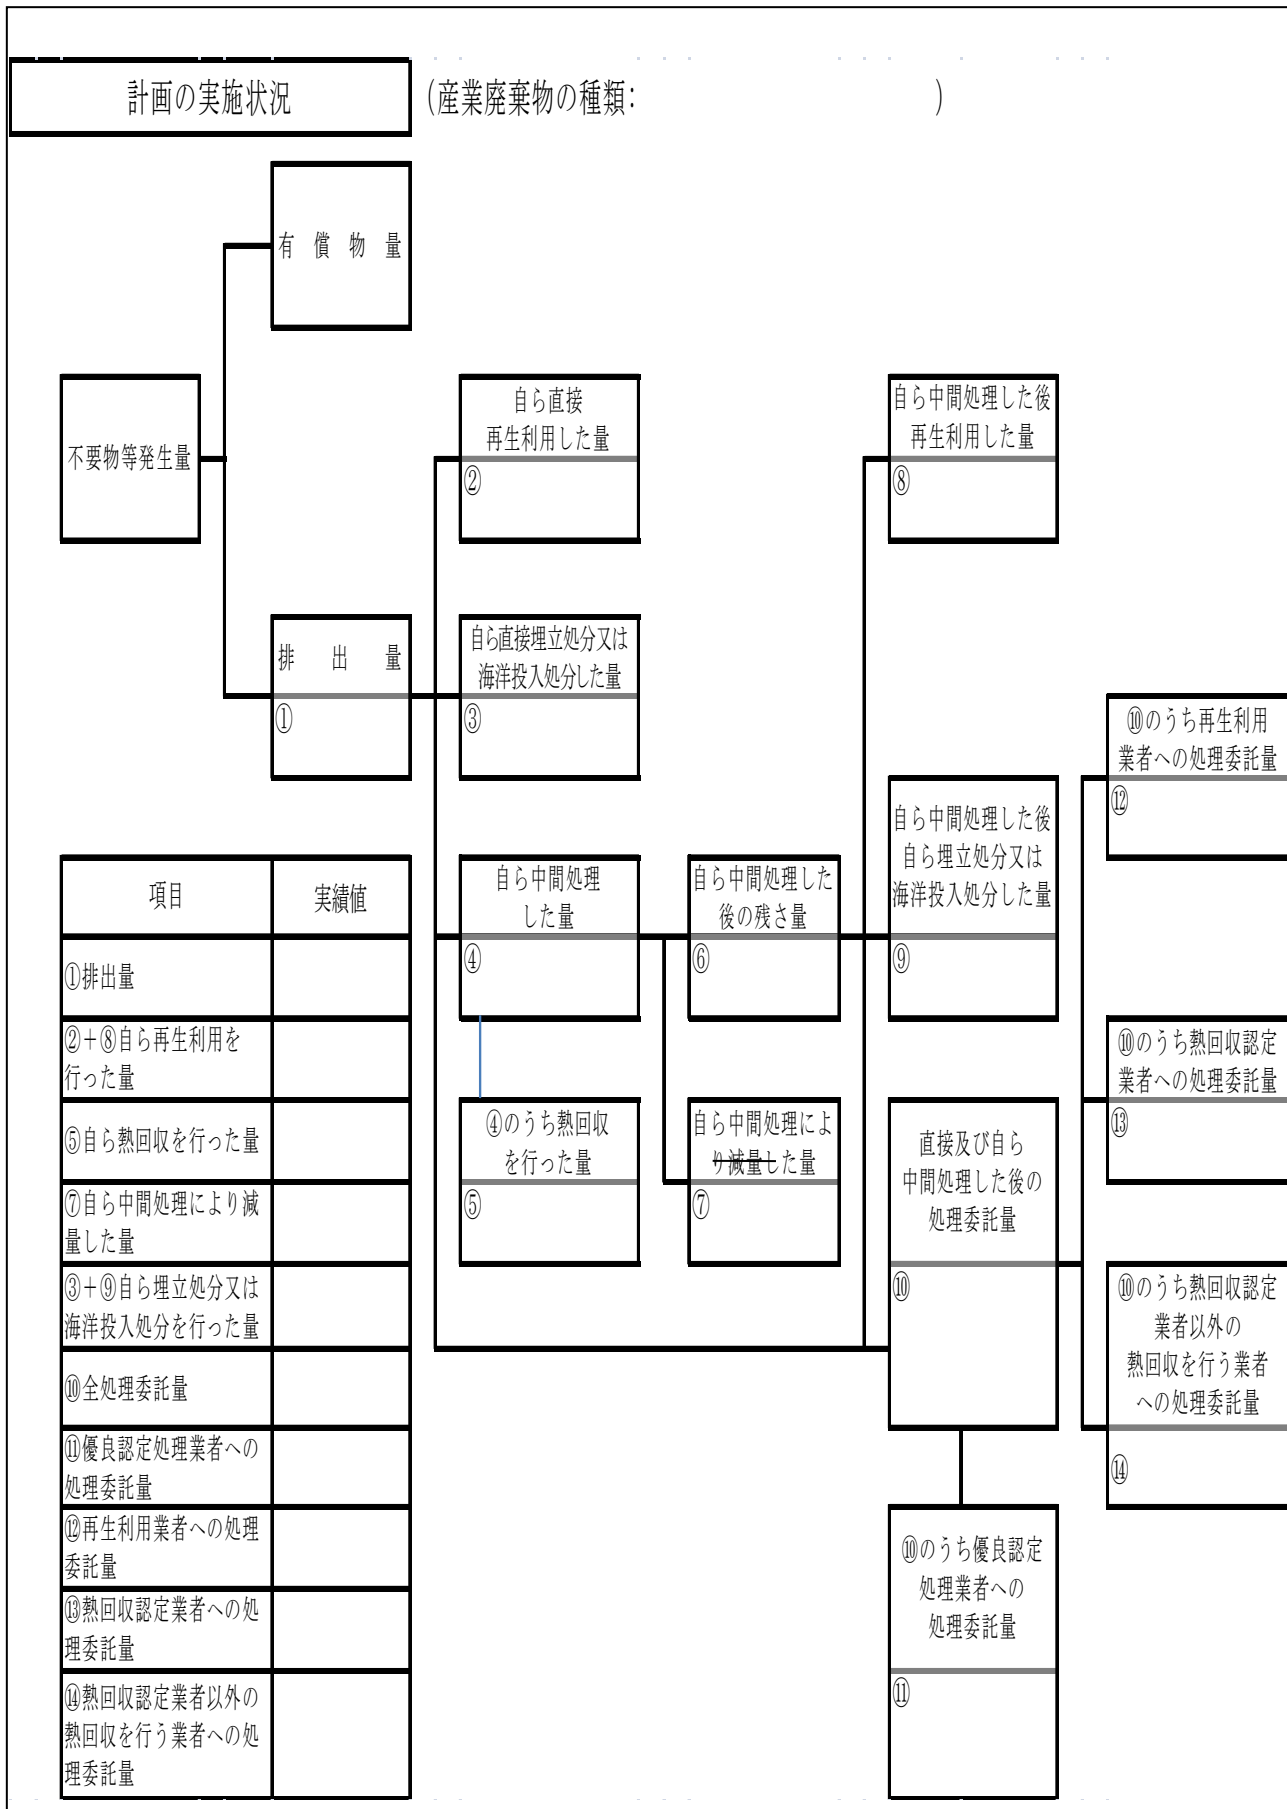 計画の実施状況
(産業廃棄物の種類: )
有償物量
不要物等発生量
自ら直接
再生利用した量
②
自ら中間処理した後
再生利用した量
⑧
排出量
①
自ら直接埋立処分又は
海洋投入処分した量
③
⑩のうち再生利用
業者への処理委託量
⑫
自ら中間処理
した量
④
自ら中間処理した
後の残さ量
⑥
自ら中間処理した後
自ら埋立処分又は
海洋投入処分した量
⑨
⑩のうち熱回収認定
業者への処理委託量
⑬
④のうち熱回収
を行った量
⑤
自ら中間処理によ
り減量した量
⑦
直接及び自ら
中間処理した後の
処理委託量
⑩
⑩のうち熱回収認定
業者以外の
熱回収を行う業者
への処理委託量
⑭
⑩のうち優良認定
処理業者への
処理委託量
⑪
項目 実績値
①排出量
②+⑧自ら再生利用を
行った量
⑤自ら熱回収を行った量
⑦自ら中間処理により減
量した量
③+⑨自ら埋立処分又は
海洋投入処分を行った量
⑩全処理委託量
⑪優良認定処理業者への
処理委託量
⑫再生利用業者への処理
委託量
⑬熱回収認定業者への処
理委託量
⑭熱回収認定業者以外の
熱回収を行う業者への処
理委託量